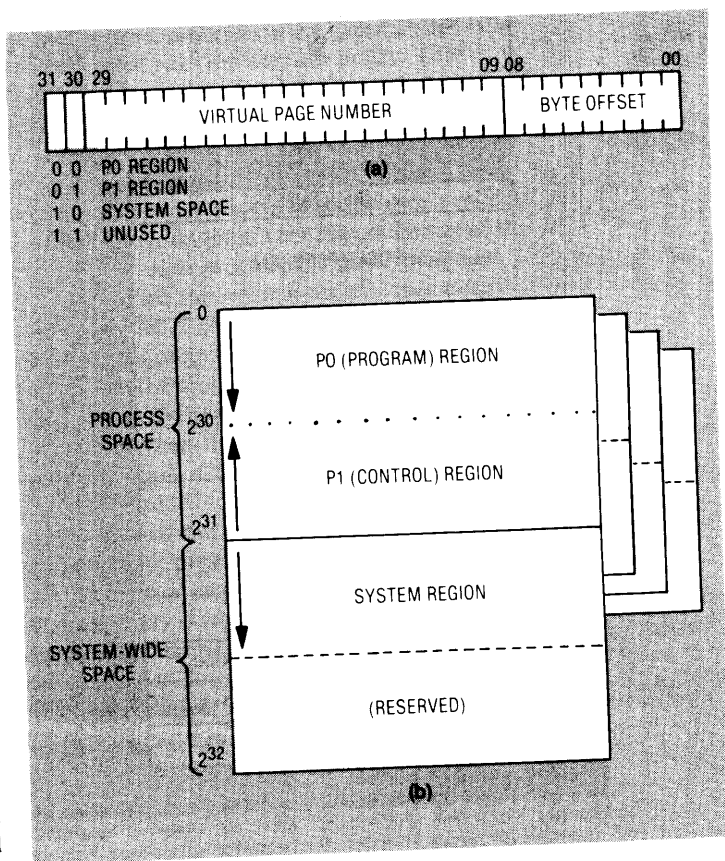 31 30 29 09 08 00
VIRTUAL PAGE NUMBER BYTE OFFSET
0 0 P0 REGION
0 1 P1 REGION
1 0 SYSTEM SPACE
1 1 UNUSED
(a)
0
P0 (PROGRAM) REGION
PROCESS
SPACE
2^30
P1 (CONTROL) REGION
2^31
SYSTEM REGION
SYSTEM-WIDE
SPACE
(RESERVED)
2^32
(b)